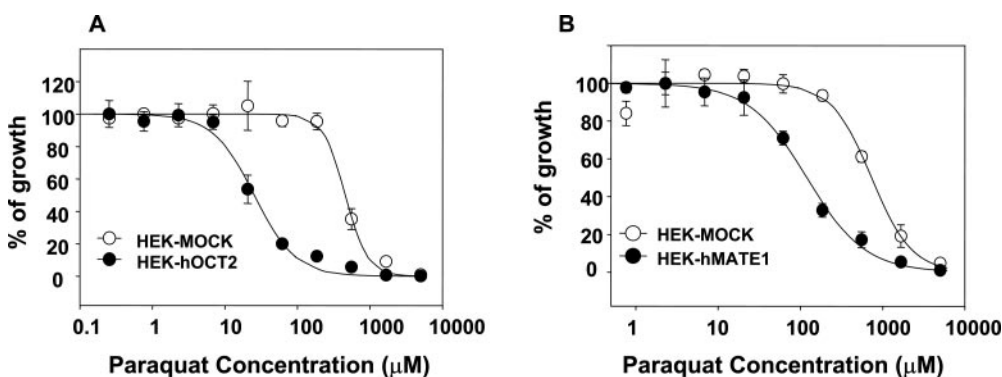 A
% of growth
120
100
80
60
40
20
0
HEK-MOCK
HEK-hOCT2
0.1 1 10 100 1000 10000
Paraquat Concentration (μM)
B
% of growth
100
80
60
40
20
0
HEK-MOCK
HEK-hMATE1
1 10 100 1000 10000
Paraquat Concentration (μM)